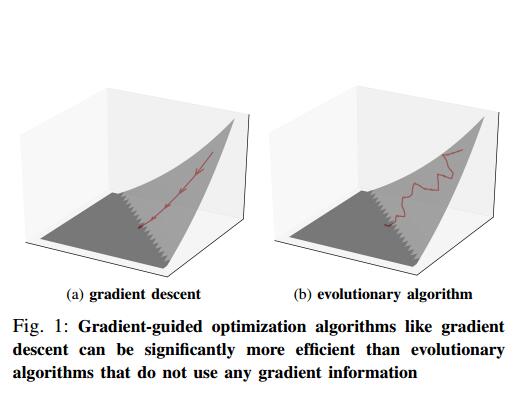 (a) gradient descent
(b) evolutionary algorithm
Fig. 1: Gradient-guided optimization algorithms like gradient
descent can be significantly more efficient than evolutionary
algorithms that do not use any gradient information